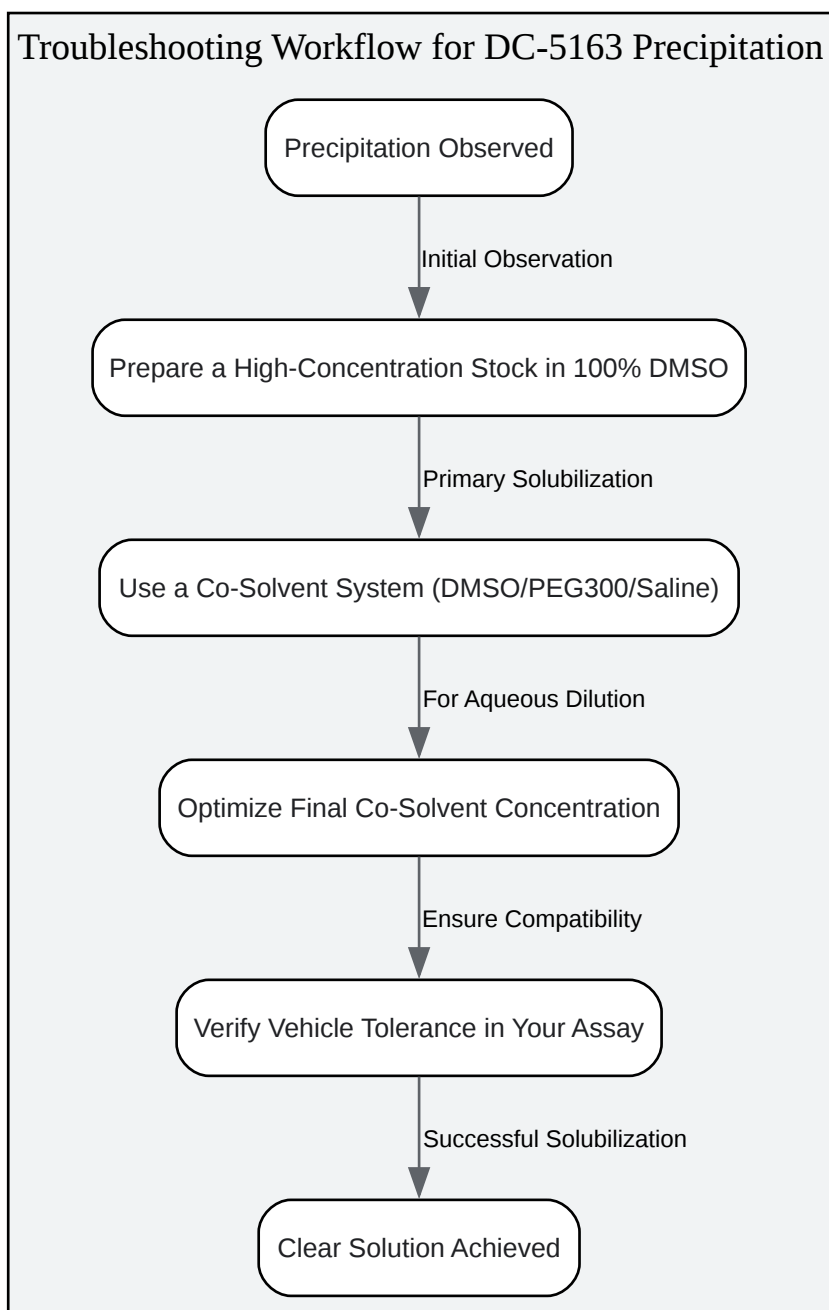 Troubleshooting Workflow for DC-5163 Precipitation
Precipitation Observed
Initial Observation
Prepare a High-Concentration Stock in 100% DMSO
Primary Solubilization
Use a Co-Solvent System (DMSO/PEG300/Saline)
For Aqueous Dilution
Optimize Final Co-Solvent Concentration
Ensure Compatibility
Verify Vehicle Tolerance in Your Assay
Successful Solubilization
Clear Solution Achieved